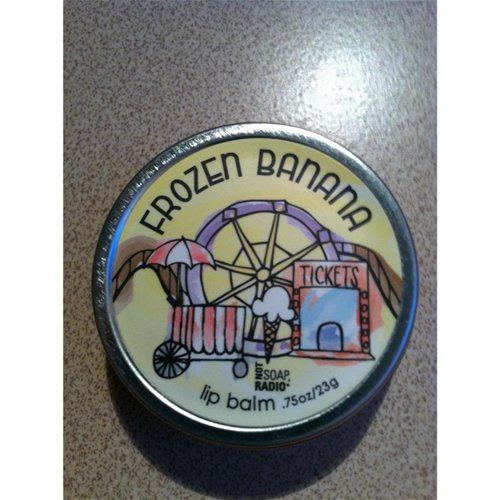 FROZEN BANANA
TICKETS
NOT
SOAP,
RADIO.
lip balm .75oz/23g